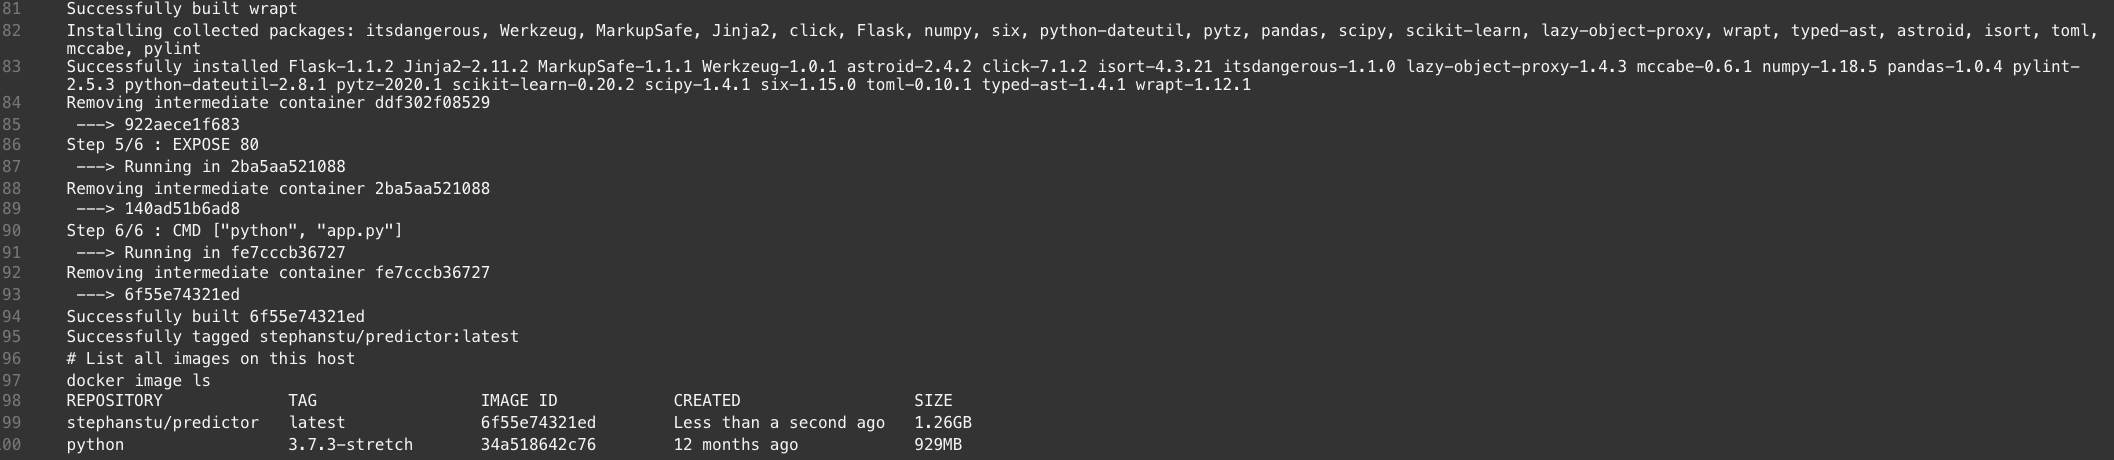 81 Successfully built wrapt
82 Installing collected packages: itsdangerous, Werkzeug, MarkupSafe, Jinja2, click, Flask, numpy, six, python-dateutil, pytz, pandas, scipy, scikit-learn, lazy-object-proxy, wrapt, typed-ast, astroid, isort, toml,
mccabe, pylint
83 Successfully installed Flask-1.1.2 Jinja2-2.11.2 MarkupSafe-1.1.1 Werkzeug-1.0.1 astroid-2.4.2 click-7.1.2 isort-4.3.21 itsdangerous-1.1.0 lazy-object-proxy-1.4.3 mccabe-0.6.1 numpy-1.18.5 pandas-1.0.4 pylint-
2.5.3 python-dateutil-2.8.1 pytz-2020.1 scikit-learn-0.20.2 scipy-1.4.1 six-1.15.0 toml-0.10.1 typed-ast-1.4.1 wrapt-1.12.1
84 Removing intermediate container ddf302f08529
85 ---> 922aece1f683
86 Step 5/6 : EXPOSE 80
87 ---> Running in 2ba5aa521088
88 Removing intermediate container 2ba5aa521088
89 ---> 140ad51b6ad8
90 Step 6/6 : CMD ["python", "app.py"]
91 ---> Running in fe7cccb36727
92 Removing intermediate container fe7cccb36727
93 ---> 6f55e74321ed
94 Successfully built 6f55e74321ed
95 Successfully tagged stephanstu/predictor:latest
96 # List all images on this host
97 docker image ls
98 REPOSITORY TAG IMAGE ID CREATED SIZE
99 stephanstu/predictor latest 6f55e74321ed Less than a second ago 1.26GB
100 python 3.7.3-stretch 34a518642c76 12 months ago 929MB